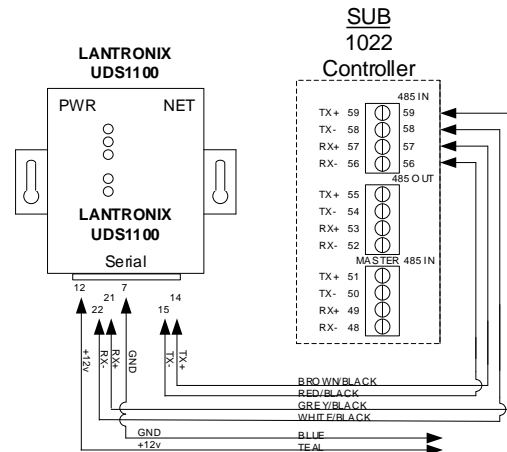 SUB
1022
Controller
LANTRONIX
UDS1100
PWR NET
LANTRONIX
UDS1100
Serial
12 22 21 7 15 14
+12v RX- RX+ GND TX- TX+
485 IN
TX+ 59 59
TX- 58 58
RX+ 57 57
RX- 56 56
485 OUT
TX+ 55
TX- 54
RX+ 53
RX- 52
MASTER 485 IN
TX+ 51
TX- 50
RX+ 49
RX- 48
BROWN/BLACK
RED/BLACK
GREY/BLACK
WHITE/BLACK
GND BLUE
+12v TEAL